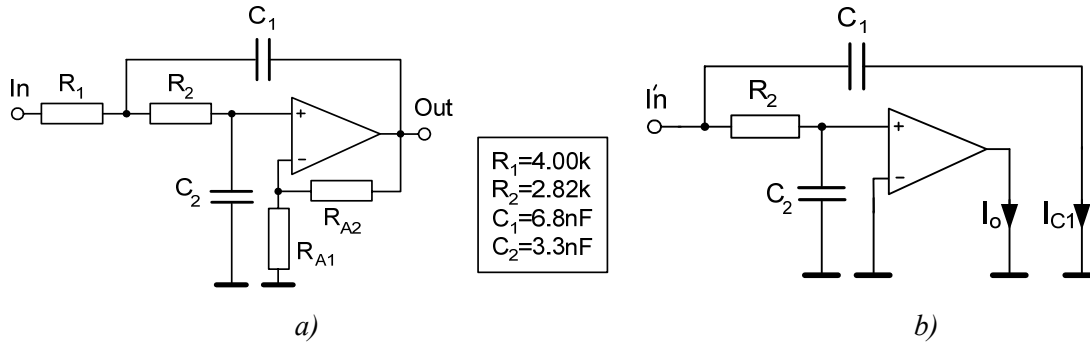 C1
In
R1
R2
+
Out
−
C2
RA2
RA1
R1=4.00k
R2=2.82k
C1=6.8nF
C2=3.3nF
a)
C1
I'n
R2
+
−
C2
Io
IC1
b)